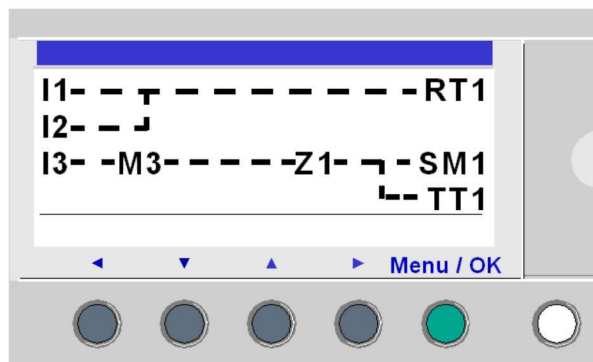 I1- - - - - - - - - RT1
I2- - -
I3- -M3- - - - -Z1- - - SM1
-- TT1
Menu / OK